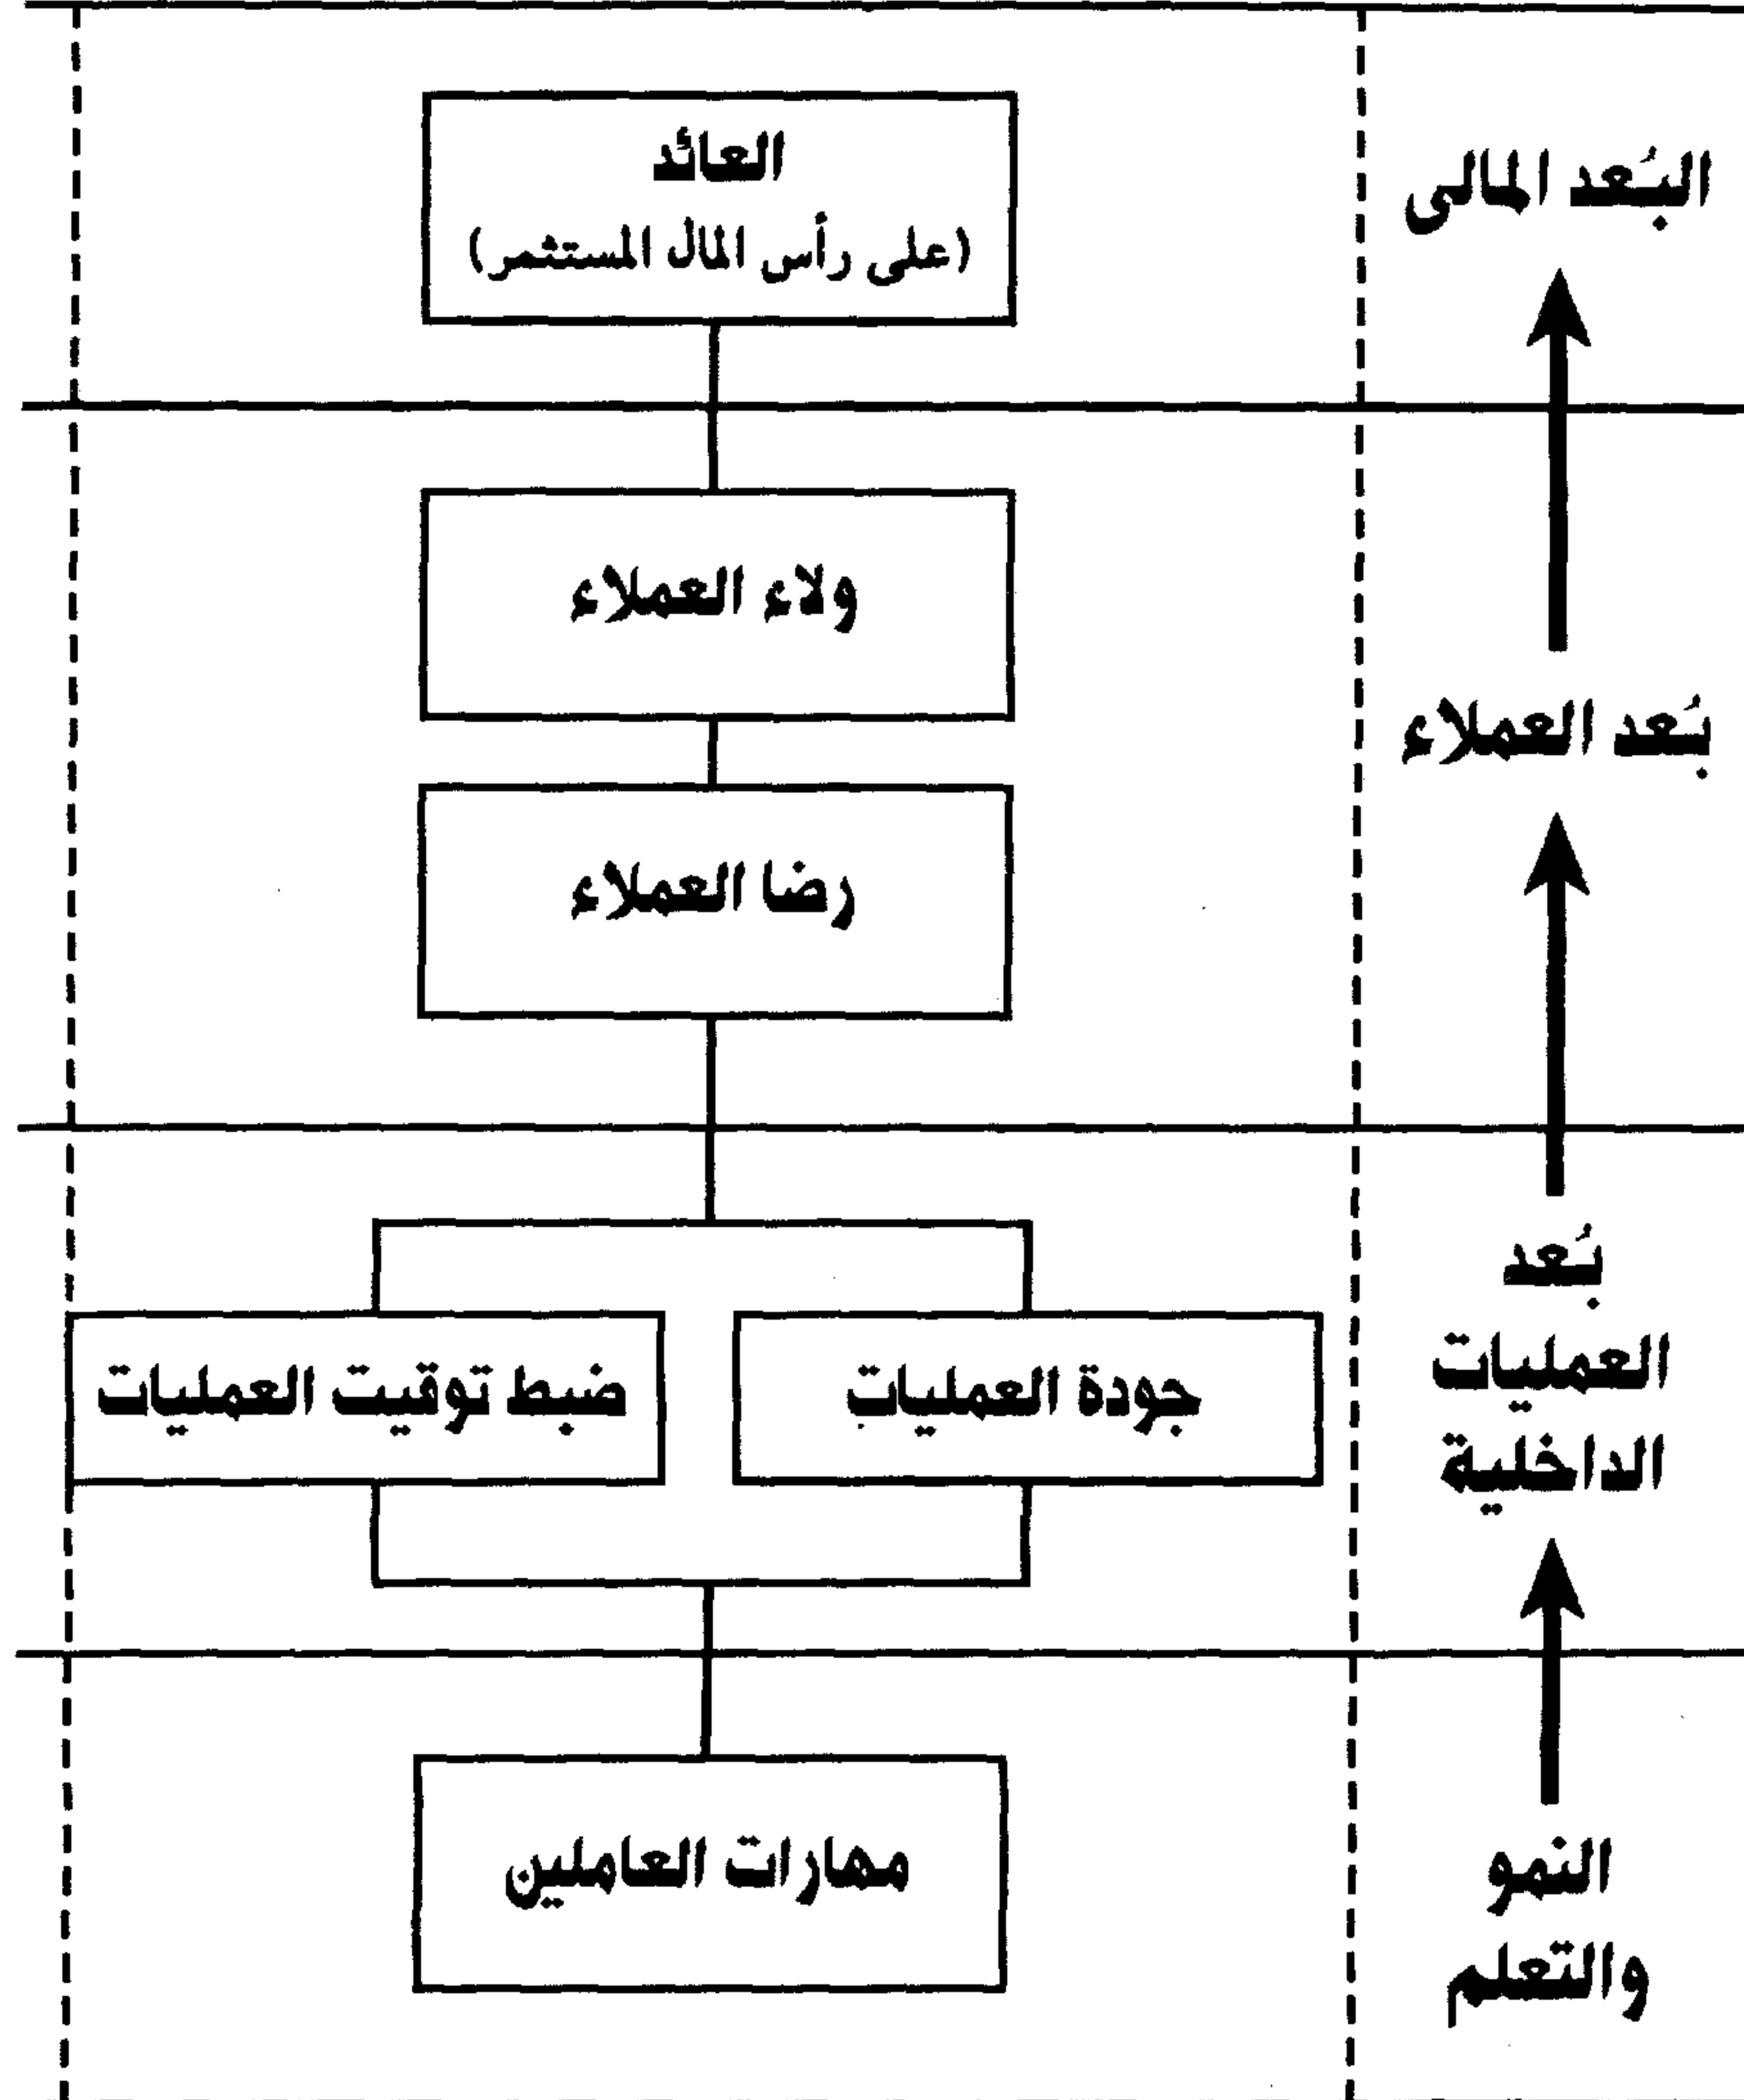 البُعد المالى
العائد
(على رأس المال المستثمر)
بُعد العملاء
ولاء العملاء
رضا العملاء
بُعد
العمليات
الداخلية
جودة العمليات
ضبط توقيت العمليات
النمو
والتعلم
مهارات العاملين